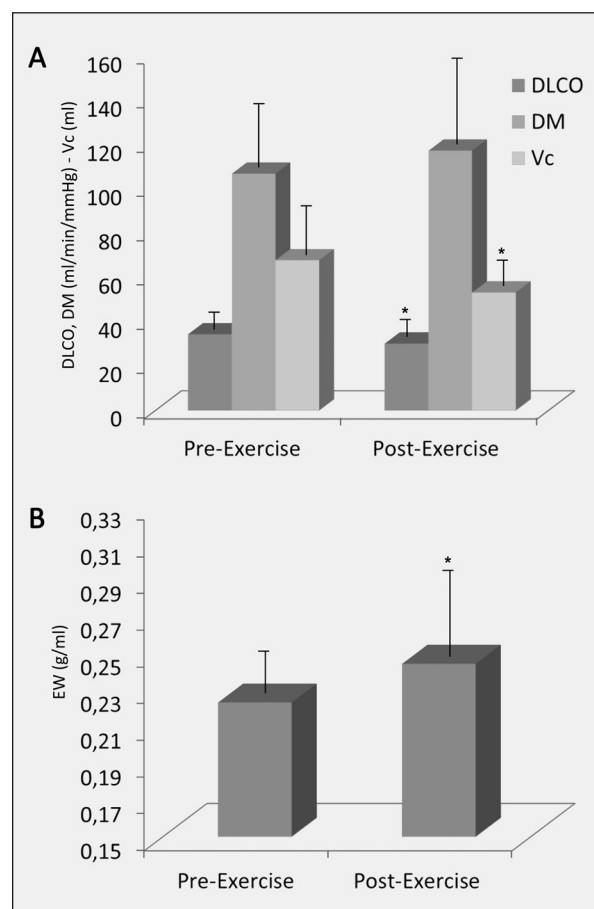 A
DLCO, DM (ml/min/mmHg) - Vc (ml)
160
140
120
100
80
60
40
20
0
DLCO
DM
Vc
*
*
Pre-Exercise
Post-Exercise
B
EW (g/ml)
0,33
0,31
0,29
0,27
0,25
0,23
0,21
0,19
0,17
0,15
*
Pre-Exercise
Post-Exercise